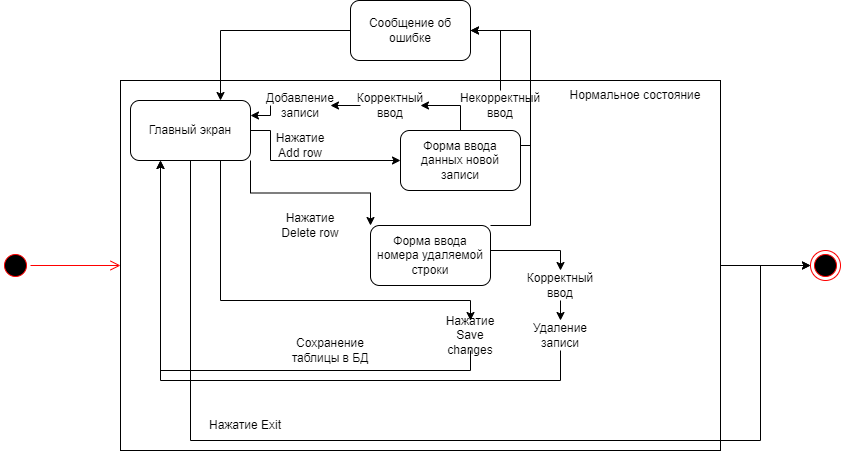 Сообщение об
ошибке
Нормальное состояние
Добавление
записи
Корректный
ввод
Некорректный
ввод
Главный экран
Нажатие
Add row
Форма ввода
данных новой
записи
Нажатие
Delete row
Форма ввода
номера удаляемой
строки
Корректный
ввод
Нажатие
Save
changes
Удаление
записи
Сохранение
таблицы в БД
Нажатие Exit